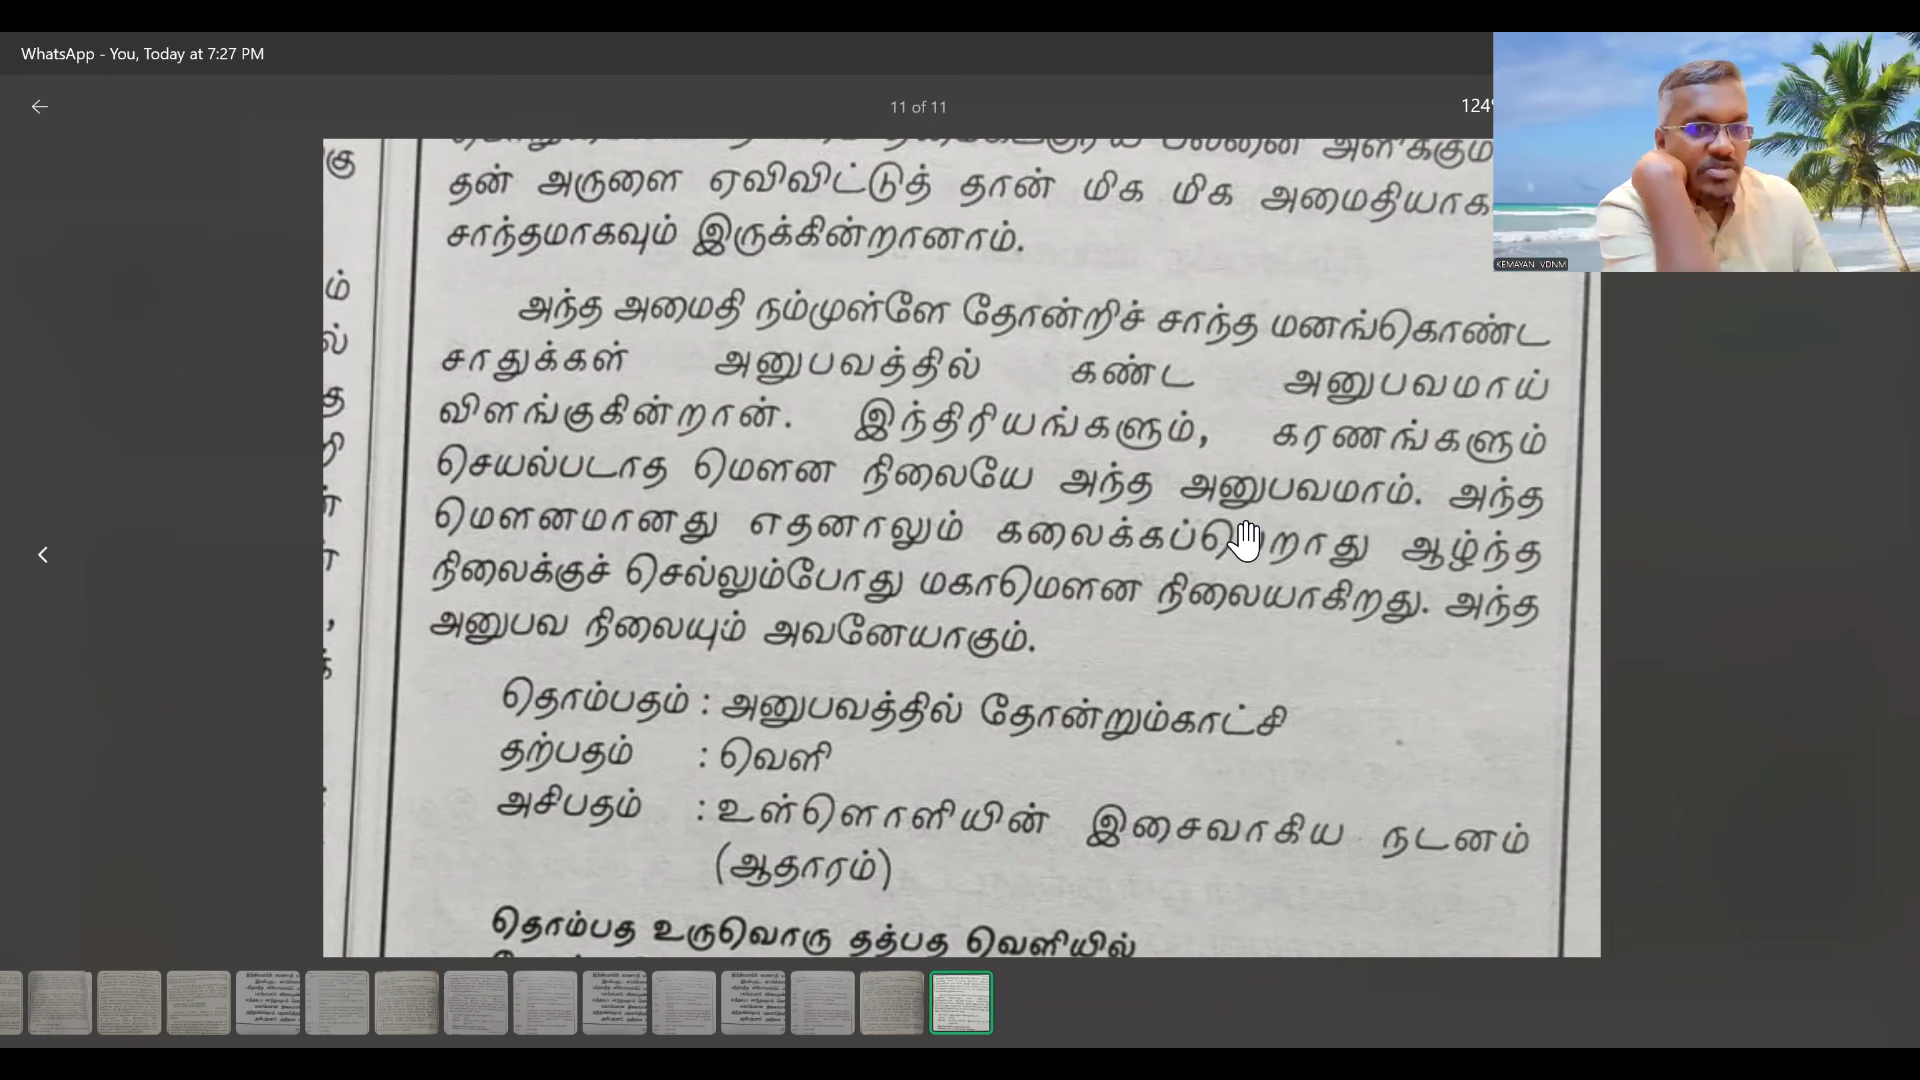 WhatsApp - You, Today at 7:27 PM
11 of 11
124%
KEMAYAN VDNM
தன் அருளை ஏவிவிட்டுத் தான் மிக மிக அமைதியாக
சாந்தமாகவும் இருக்கின்றானாம்.
அந்த அமைதி நம்முள்ளே தோன்றிச் சாந்த மனங்கொண்ட
சாதுக்கள் அனுபவத்தில் கண்ட அனுபவமாய்
விளங்குகின்றான். இந்திரியங்களும், கரணங்களும்
செயல்படாத மௌன நிலையே அந்த அனுபவமாம். அந்த
மௌனமானது எதனாலும் கலைக்கப்பெறாது ஆழ்ந்த
நிலைக்குச் செல்லும்போது மகாமௌன நிலையாகிறது. அந்த
அனுபவ நிலையும் அவனேயாகும்.
தொம்பதம் : அனுபவத்தில் தோன்றும்காட்சி
தற்பதம் : வெளி
அசிபதம் : உள்ளொளியின் இசைவாகிய நடனம்
(ஆதாரம்)
தொம்பத உருவொரு தத்பத வெளியில்